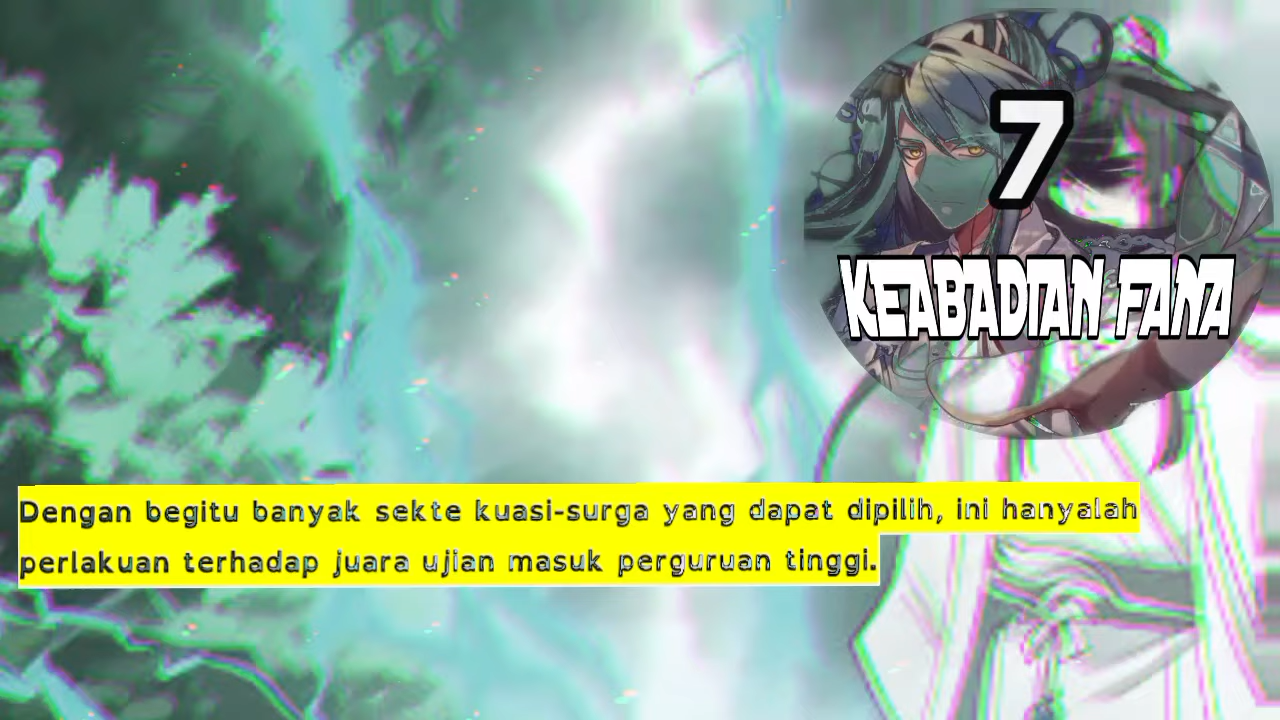 7
KEABADIAN FANA
Dengan begitu banyak sekte kuasi-surga yang dapat dipilih, ini hanyalah
perlakuan terhadap juara ujian masuk perguruan tinggi.